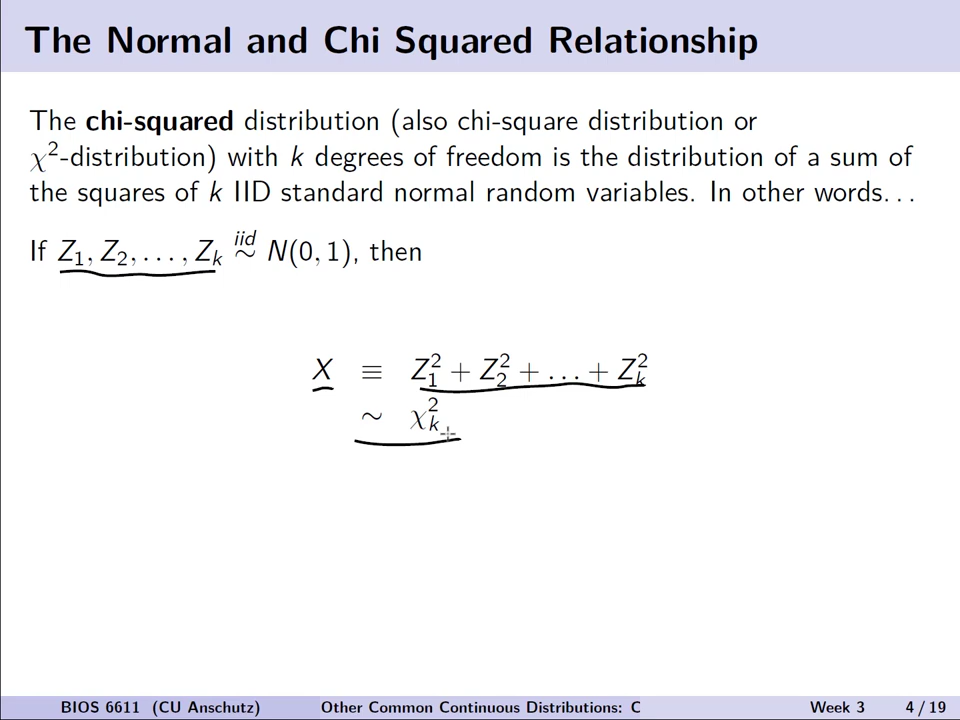 The Normal and Chi Squared Relationship
The chi-squared distribution (also chi-square distribution or
χ²-distribution) with k degrees of freedom is the distribution of a sum of
the squares of k IID standard normal random variables. In other words...
If Z₁, Z₂, ..., Zₖ iid ~ N(0, 1), then
X ≡ Z₁² + Z₂² + ... + Zₖ²
~ χₖ²
BIOS 6611 (CU Anschutz) Other Common Continuous Distributions: C Week 3 4 / 19